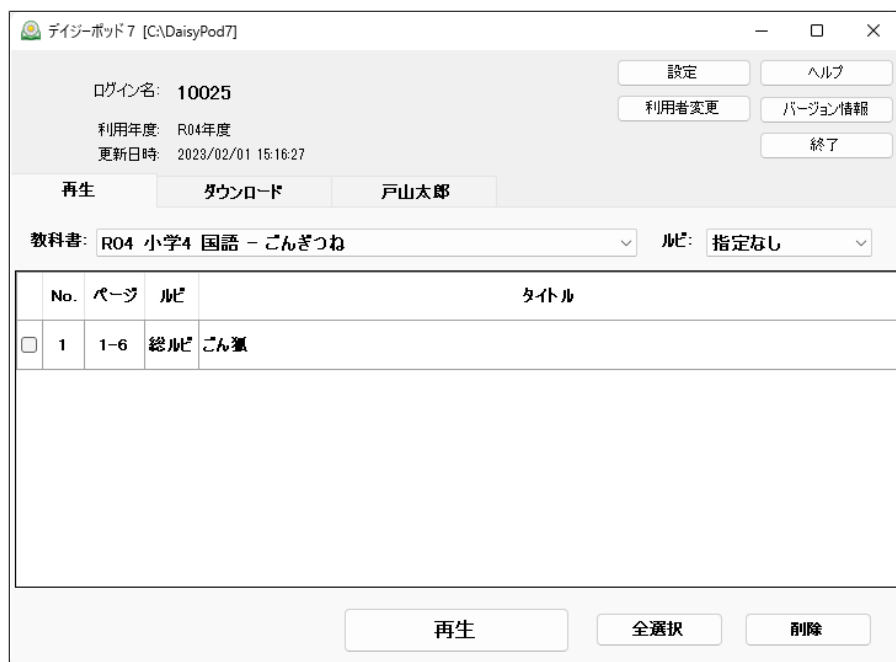 デイジーポッド7 [C:\DaisyPod7]
ログイン名: 10025
利用年度: R04年度
更新日時: 2023/02/01 15:16:27
設定 ヘルプ
利用者変更 バージョン情報
終了
再生 ダウンロード 戸山太郎
教科書: R04 小学4 国語 - ごんぎつね ルビ: 指定なし
No. ページ ルビ タイトル
1 1-6 総ルビ ごん狐
再生 全選択 削除